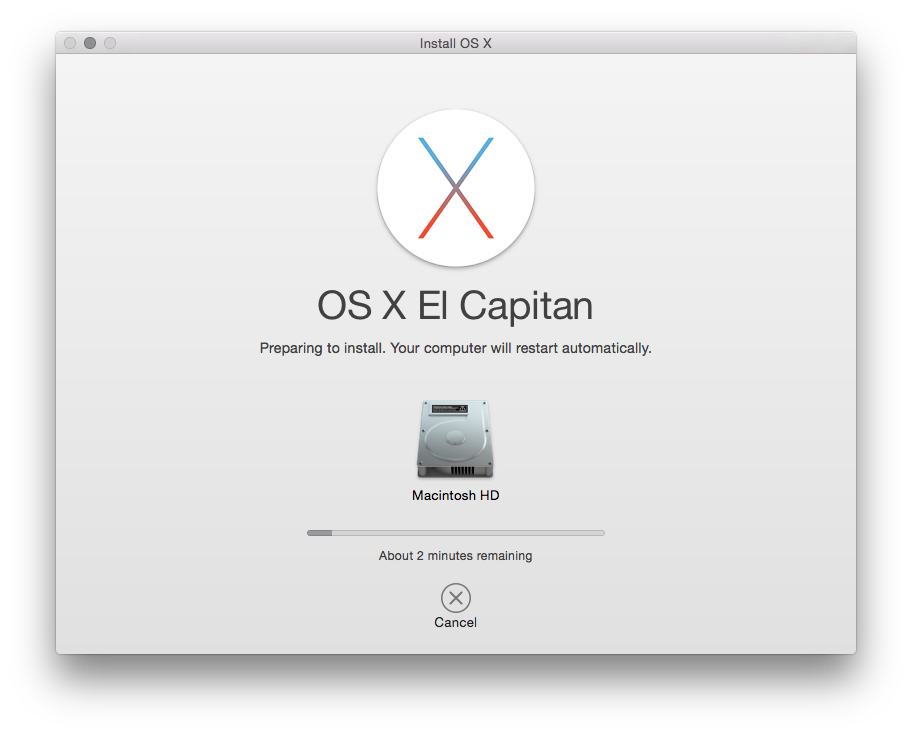 Install OS X
OS X El Capitan
Preparing to install. Your computer will restart automatically.
Macintosh HD
About 2 minutes remaining
Cancel